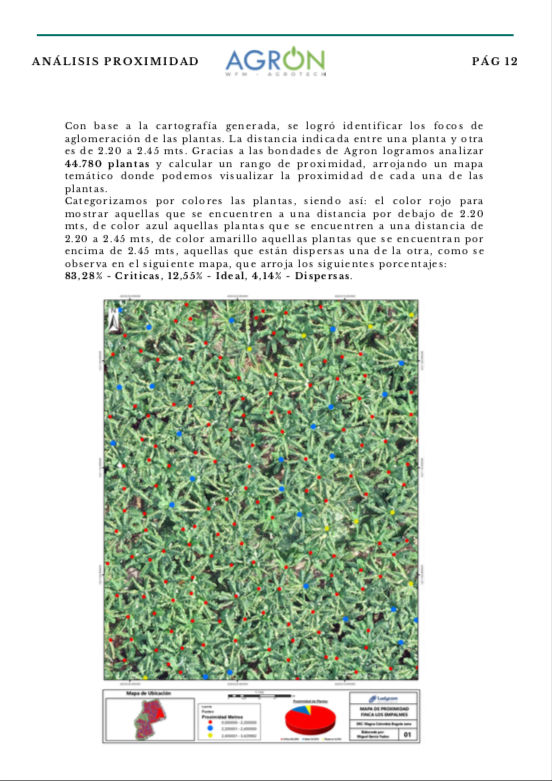 ANÁLISIS PROXIMIDAD
AGRON
WFM - AGROTECH
PÁG 12
Con base a la cartografía generada, se logró identificar los focos de
aglomeración de las plantas. La distancia indicada entre una planta y otra
es de 2.20 a 2.45 mts. Gracias a las bondades de Agron logramos analizar
44.780 plantas y calcular un rango de proximidad, arrojando un mapa
temático donde podemos visualizar la proximidad de cada una de las
plantas.
Categorizamos por colores las plantas, siendo así: el color rojo para
mostrar aquellas que se encuentren a una distancia por debajo de 2.20
mts, de color azul aquellas plantas que se encuentren a una distancia de
2.20 a 2.45 mts, de color amarillo aquellas plantas que se encuentran por
encima de 2.45 mts, aquellas que están dispersas una de la otra, como se
observa en el siguiente mapa, que arroja los siguientes porcentajes:
83,28% - Criticas, 12,55% - Ideal, 4,14% - Dispersas.
N
Mapa de Ubicación
Proximidad Metros
Proximidad de Plantas
Ludycom
MAPA DE PROXIMIDAD
FINCA LOS EMPALMES
01